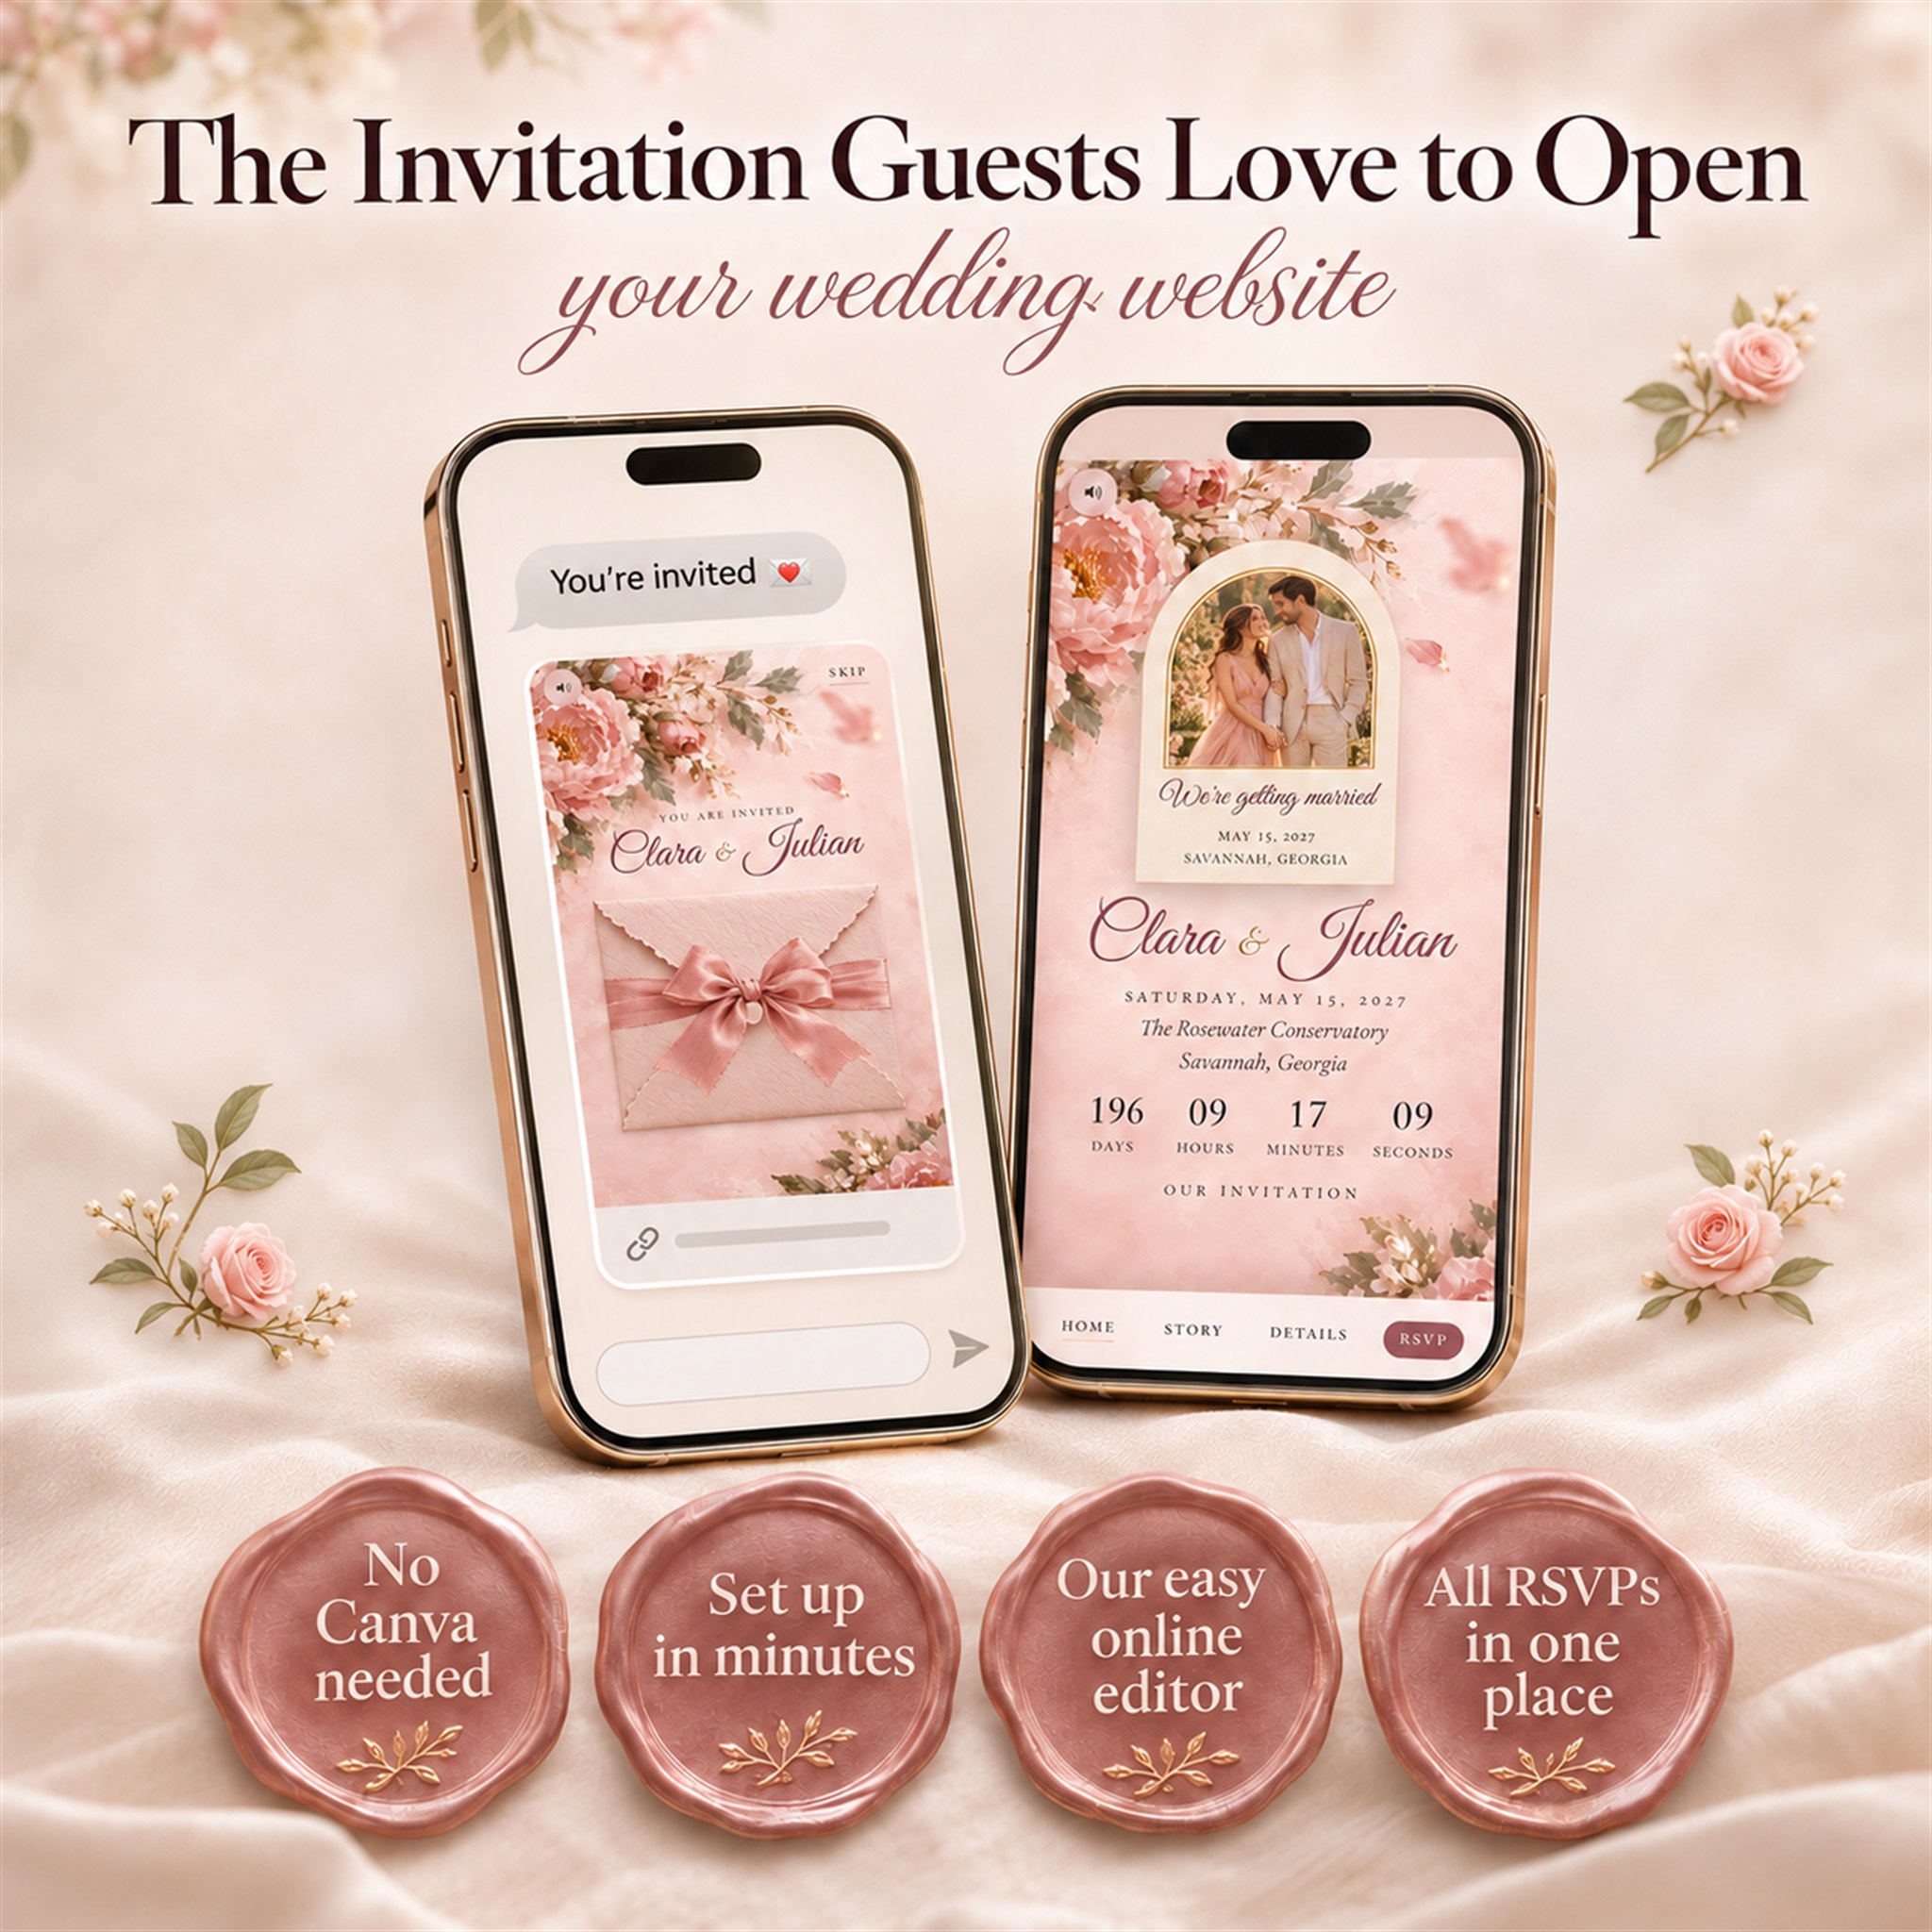 The Invitation Guests Love to Open
your wedding website
You're invited 💌
SKIP
YOU ARE INVITED
Clara & Julian
We're getting married
MAY 15, 2027
SAVANNAH, GEORGIA
Clara & Julian
SATURDAY, MAY 15, 2027
The Rosewater Conservatory
Savannah, Georgia
196 09 17 09
DAYS HOURS MINUTES SECONDS
OUR INVITATION
HOME STORY DETAILS RSVP
No
Canva
needed
Set up
in minutes
Our easy
online
editor
All RSVPs
in one
place